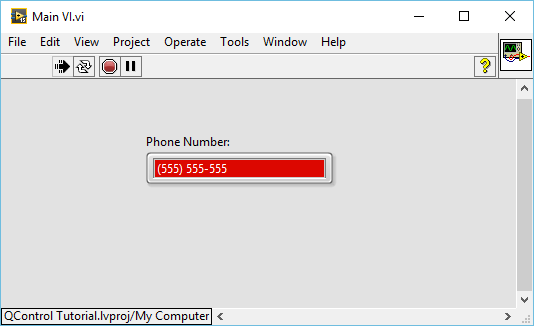 Main VI.vi
File Edit View Project Operate Tools Window Help
?
Phone Number:
(555) 555-555
QControl Tutorial.lvproj/My Computer